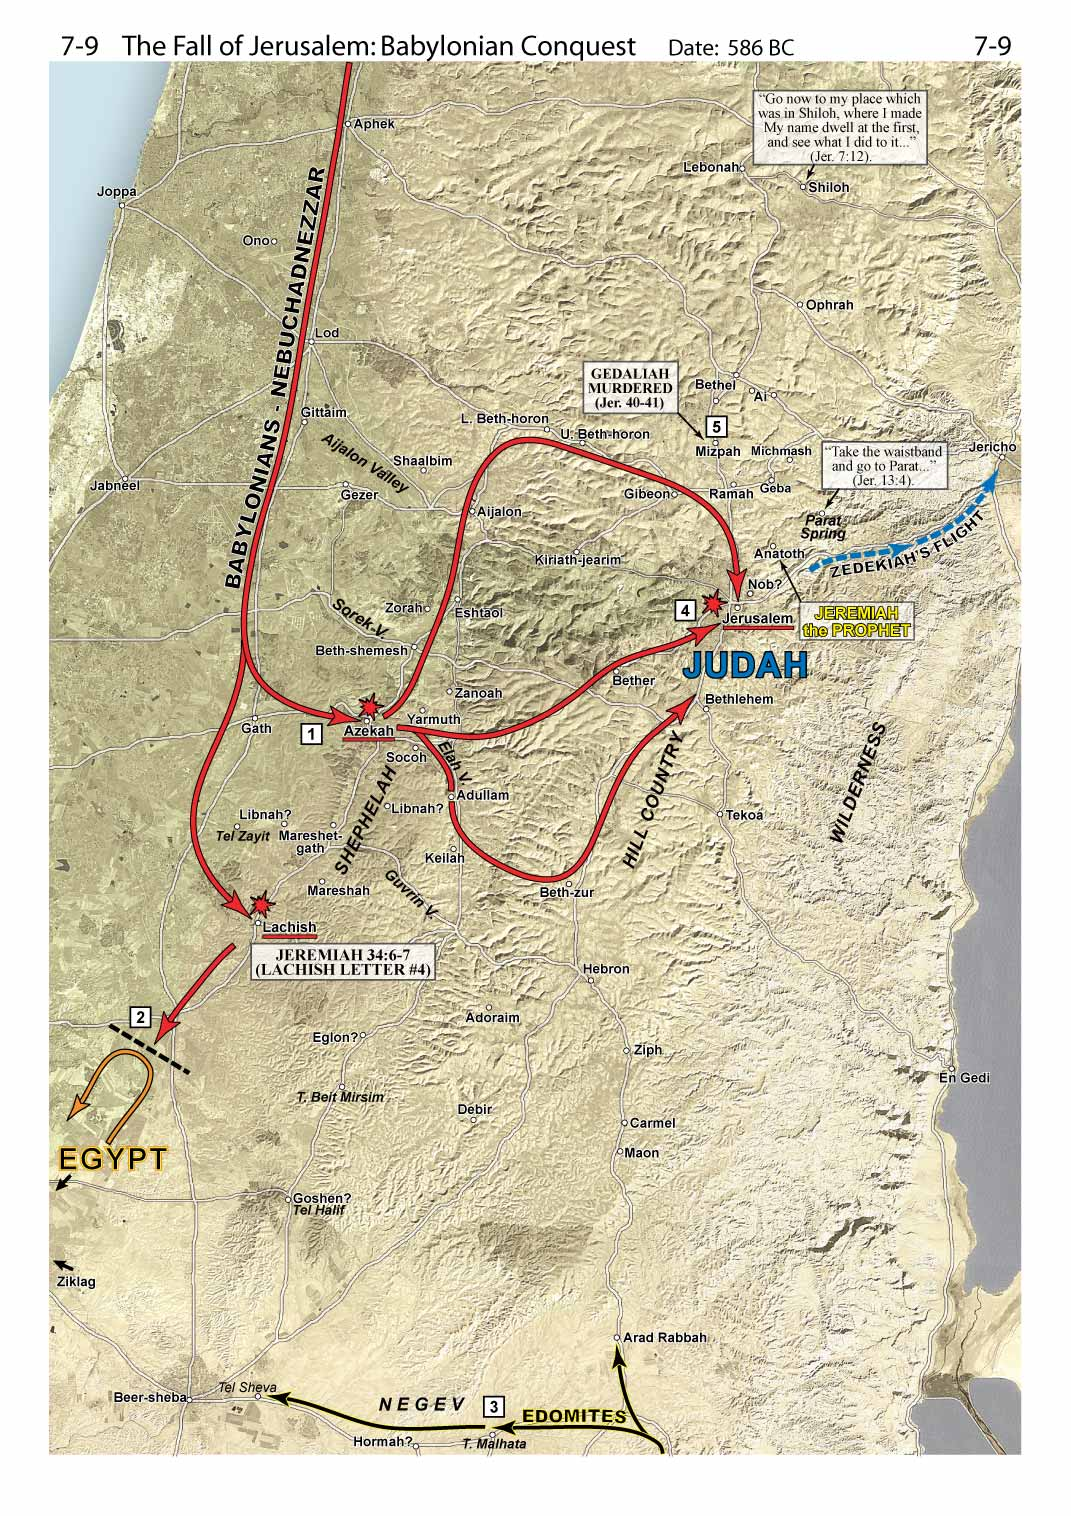 7-9 The Fall of Jerusalem: Babylonian Conquest Date: 586 BC 7-9
"Go now to my place which
was in Shiloh, where I made
My name dwell at the first,
and see what I did to it..."
(Jer. 7:12).
Aphek
Lebonah
Shiloh
Joppa
Ono
BABYLONIANS - NEBUCHADNEZZAR
Ophrah
Lod
GEDALIAH
MURDERED
(Jer. 40-41)
Bethel
Ai
Gittaim
L. Beth-horon
U. Beth-horon
5
Mizpah
Michmash
"Take the waistband
and go to Parat..."
(Jer. 13:4).
Jericho
Aijalon Valley
Shaalbim
Jabneel
Gezer
Gibeon
Ramah
Geba
Aijalon
Parat
Spring
ZEDEKIAH'S FLIGHT
Kiriath-jearim
Anatoth
Nob?
Sorek V.
Zorah
Eshtaol
4
Jerusalem
JEREMIAH
the PROPHET
Beth-shemesh
JUDAH
Bether
Zanoah
Bethlehem
Gath
1
Azekah
Yarmuth
Socoh
Elah V.
HILL COUNTRY
WILDERNESS
SHEPHELAH
Adullam
Libnah?
Libnah?
Tel Zayit
Mareshet-
gath
Tekoa
Keilah
Mareshah
Guvrin V.
Beth-zur
Lachish
JEREMIAH 34:6-7
(LACHISH LETTER #4)
Hebron
2
Adoraim
Eglon?
Ziph
En Gedi
T. Beit Mirsim
Debir
Carmel
EGYPT
Maon
Goshen?
Tel Halif
Ziklag
Arad Rabbah
Tel Sheva
Beer-sheba
NEGEV
3
EDOMITES
Hormah?
T. Malhata